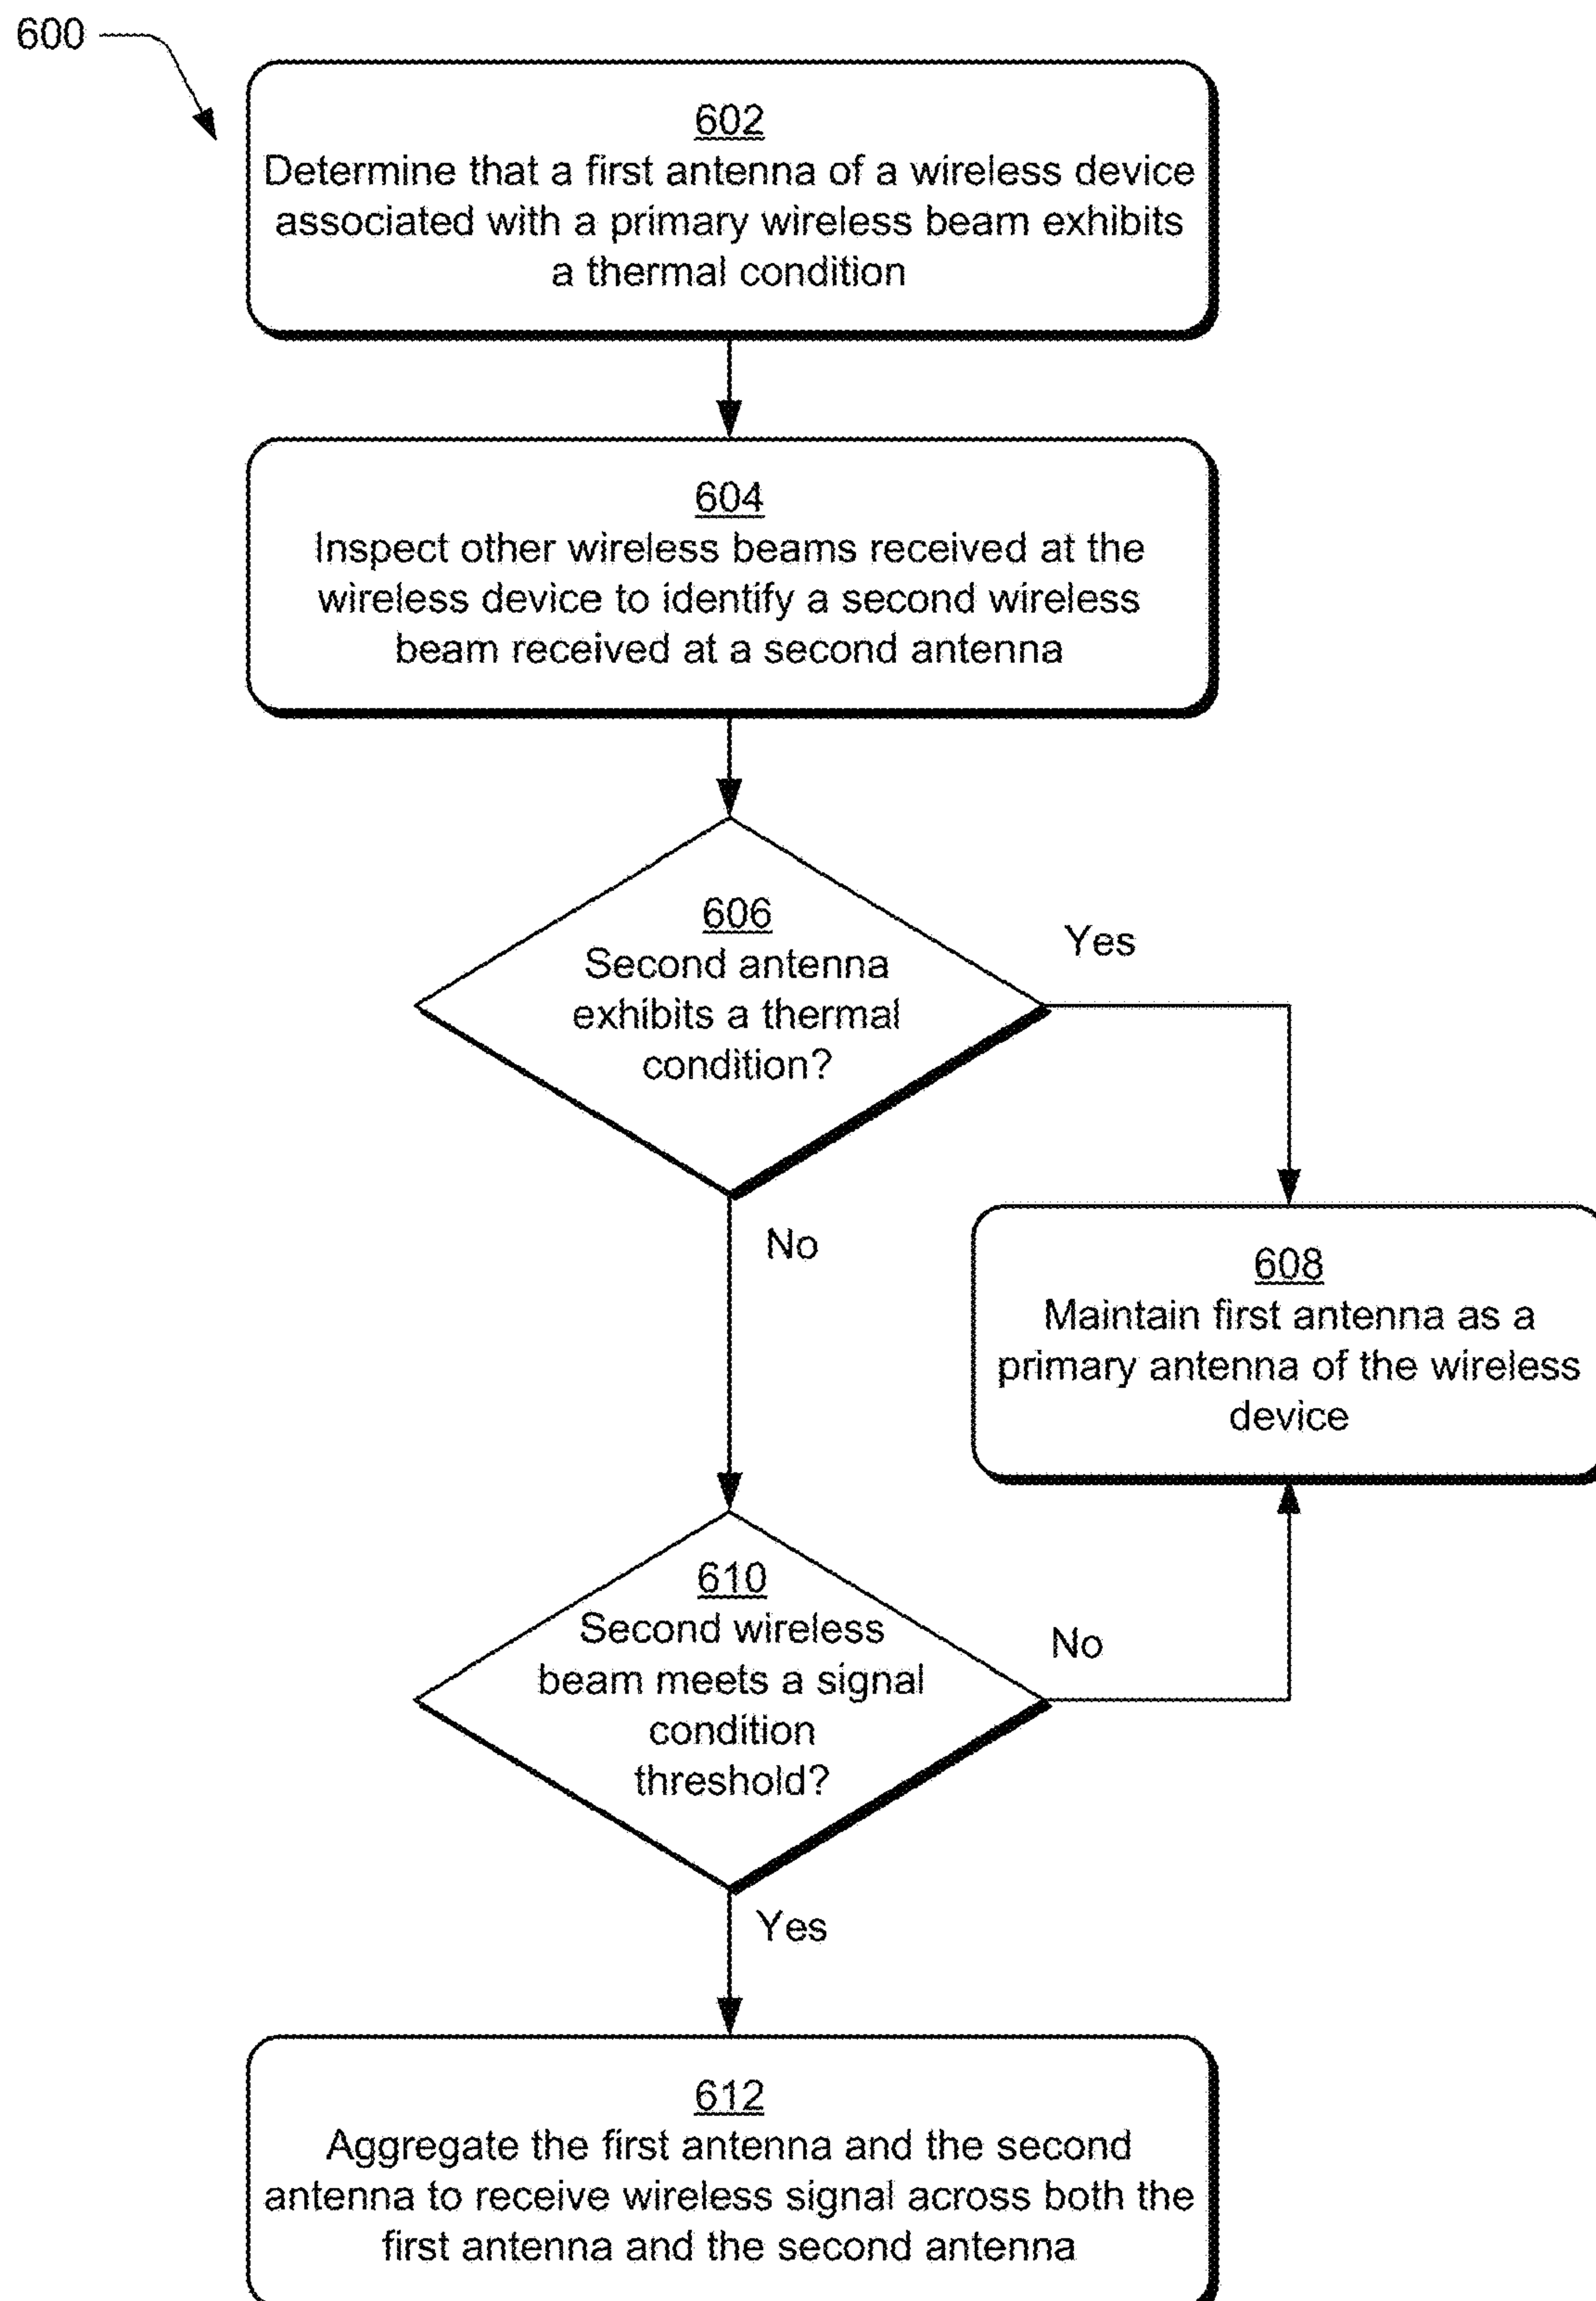 600
602
Determine that a first antenna of a wireless device
associated with a primary wireless beam exhibits
a thermal condition
604
Inspect other wireless beams received at the
wireless device to identify a second wireless
beam received at a second antenna
606
Second antenna
exhibits a thermal
condition?
Yes
No
608
Maintain first antenna as a
primary antenna of the wireless
device
610
Second wireless
beam meets a signal
condition
threshold?
No
Yes
612
Aggregate the first antenna and the second
antenna to receive wireless signal across both the
first antenna and the second antenna